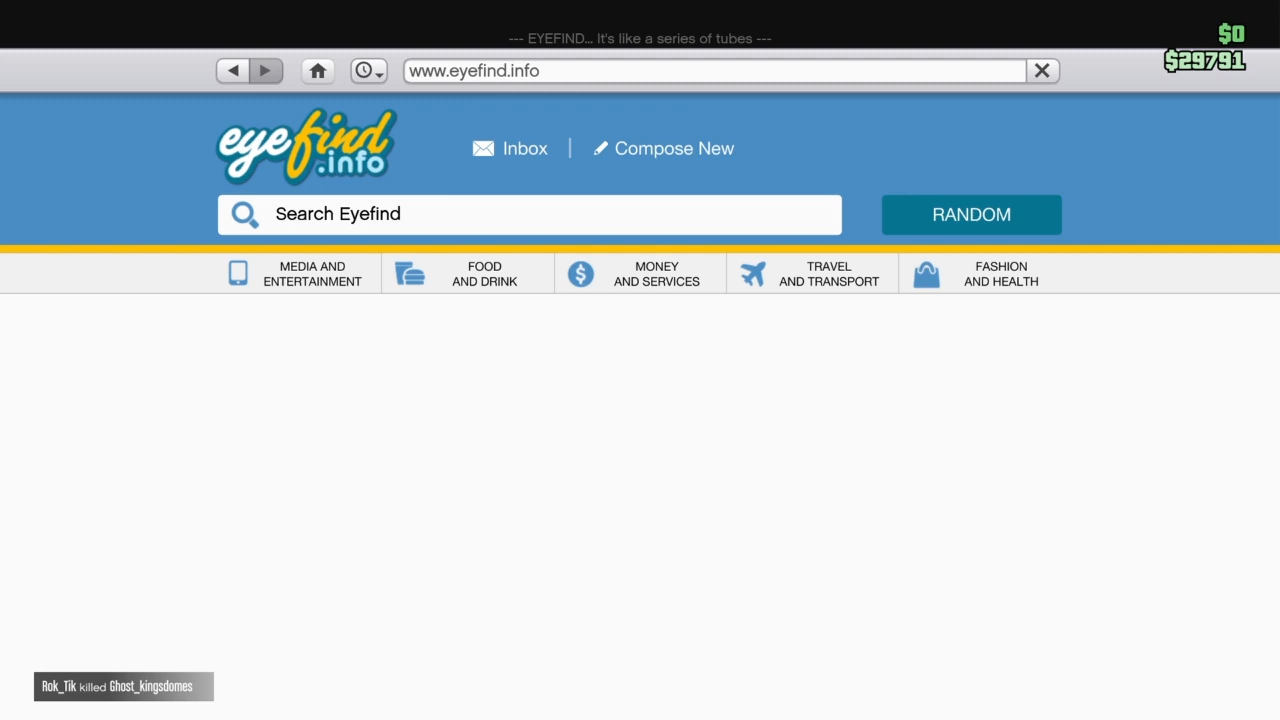 --- EYEFIND... It's like a series of tubes ---
$0
$29791
www.eyefind.info
eyefind
.info
Inbox
Compose New
Search Eyefind
RANDOM
MEDIA AND
ENTERTAINMENT
FOOD
AND DRINK
MONEY
AND SERVICES
TRAVEL
AND TRANSPORT
FASHION
AND HEALTH
Rok_Tik killed Ghost_kingsdomes